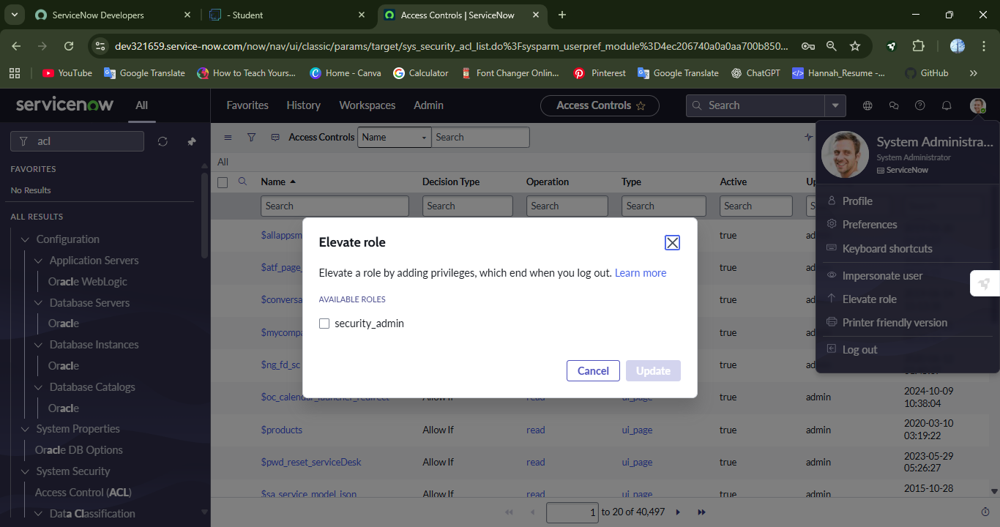 ServiceNow Developers
- Student
Access Controls | ServiceNow
dev321659.service-now.com/now/nav/ui/classic/params/target/sys_security_acl_list.do%3Fsysparm_userpref_module%3D4ec206740a0a0aa700b850...
YouTube
Google Translate
How to Teach Yours...
Home - Canva
Calculator
Font Changer Onlin...
Pinterest
Google Translate
ChatGPT
Hannah_Resume -...
GitHub
servicenow
All
Favorites
History
Workspaces
Admin
Access Controls
Search
acl
FAVORITES
No Results
ALL RESULTS
Configuration
Application Servers
Oracle WebLogic
Database Servers
Oracle
Database Instances
Oracle
Database Catalogs
Oracle
System Properties
Oracle DB Options
System Security
Access Control (ACL)
Data Classification
Access Controls
Name
Search
All
Name
Decision Type
Operation
Type
Active
Up
Search
Search
Search
Search
Search
S
$allappsm
true
ad
$atf_page_
true
ad
$conversa
true
ad
$mycompa
true
ad
$ng_fd_sc
true
ad
$oc_calendar_launcher_redirect
Allow If
read
ui_page
true
admin
2024-10-09
10:38:04
$products
Allow If
read
ui_page
true
admin
2020-03-10
03:19:22
$pwd_reset_serviceDesk
Allow If
read
ui_page
true
admin
2023-05-29
05:26:27
$sa_service_model_json
Allow If
read
ui_page
true
admin
2015-10-28
1
to 20 of 40,497
Elevate role
Elevate a role by adding privileges, which end when you log out. Learn more
AVAILABLE ROLES
security_admin
Cancel
Update
System Administra...
System Administrator
ServiceNow
Profile
Preferences
Keyboard shortcuts
Impersonate user
Elevate role
Printer friendly version
Log out